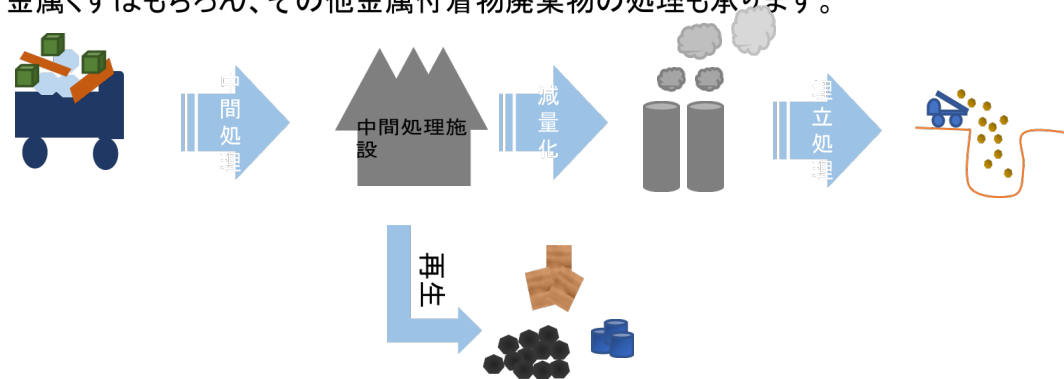 金属くずはもちろん、その他金属付着物廃棄物の処理も承ります。
中間処理
中間処理施
設
減量化
埋立処理
再生